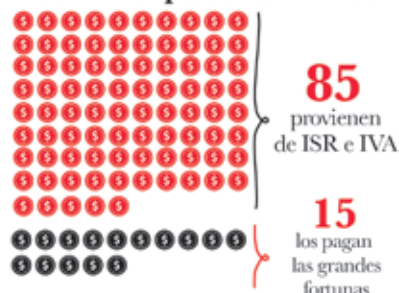 85
provienen
de ISR e IVA
15
los pagan
las grandes
fortunas